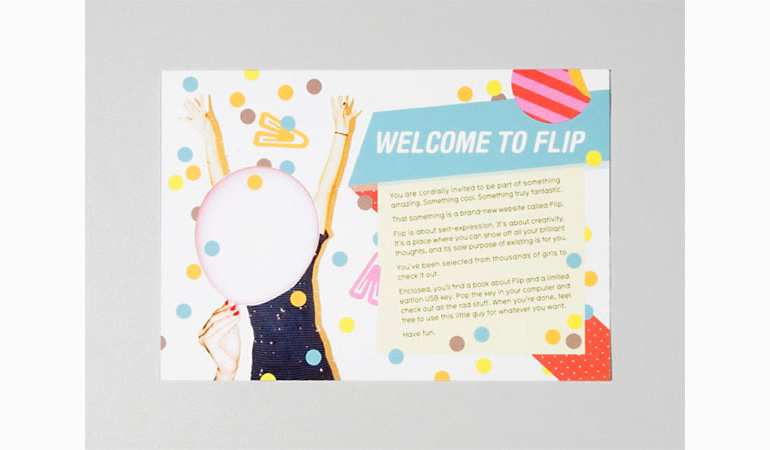 WELCOME TO FLIP
You are cordially invited to be part of something
amazing. Something cool. Something truly fantastic.
That something is a brand-new website called Flip.
Flip is about self-expression. It's about creativity.
It's a place where you can show off all your brilliant
thoughts, and its sole purpose of existing is for you.
You've been selected from thousands of girls to
check it out.
Enclosed, you'll find a book about Flip and a limited
edition USB key. Pop the key in your computer and
check out all the rad stuff. When you're done, feel
free to use this little guy for whatever you want.
Have fun.